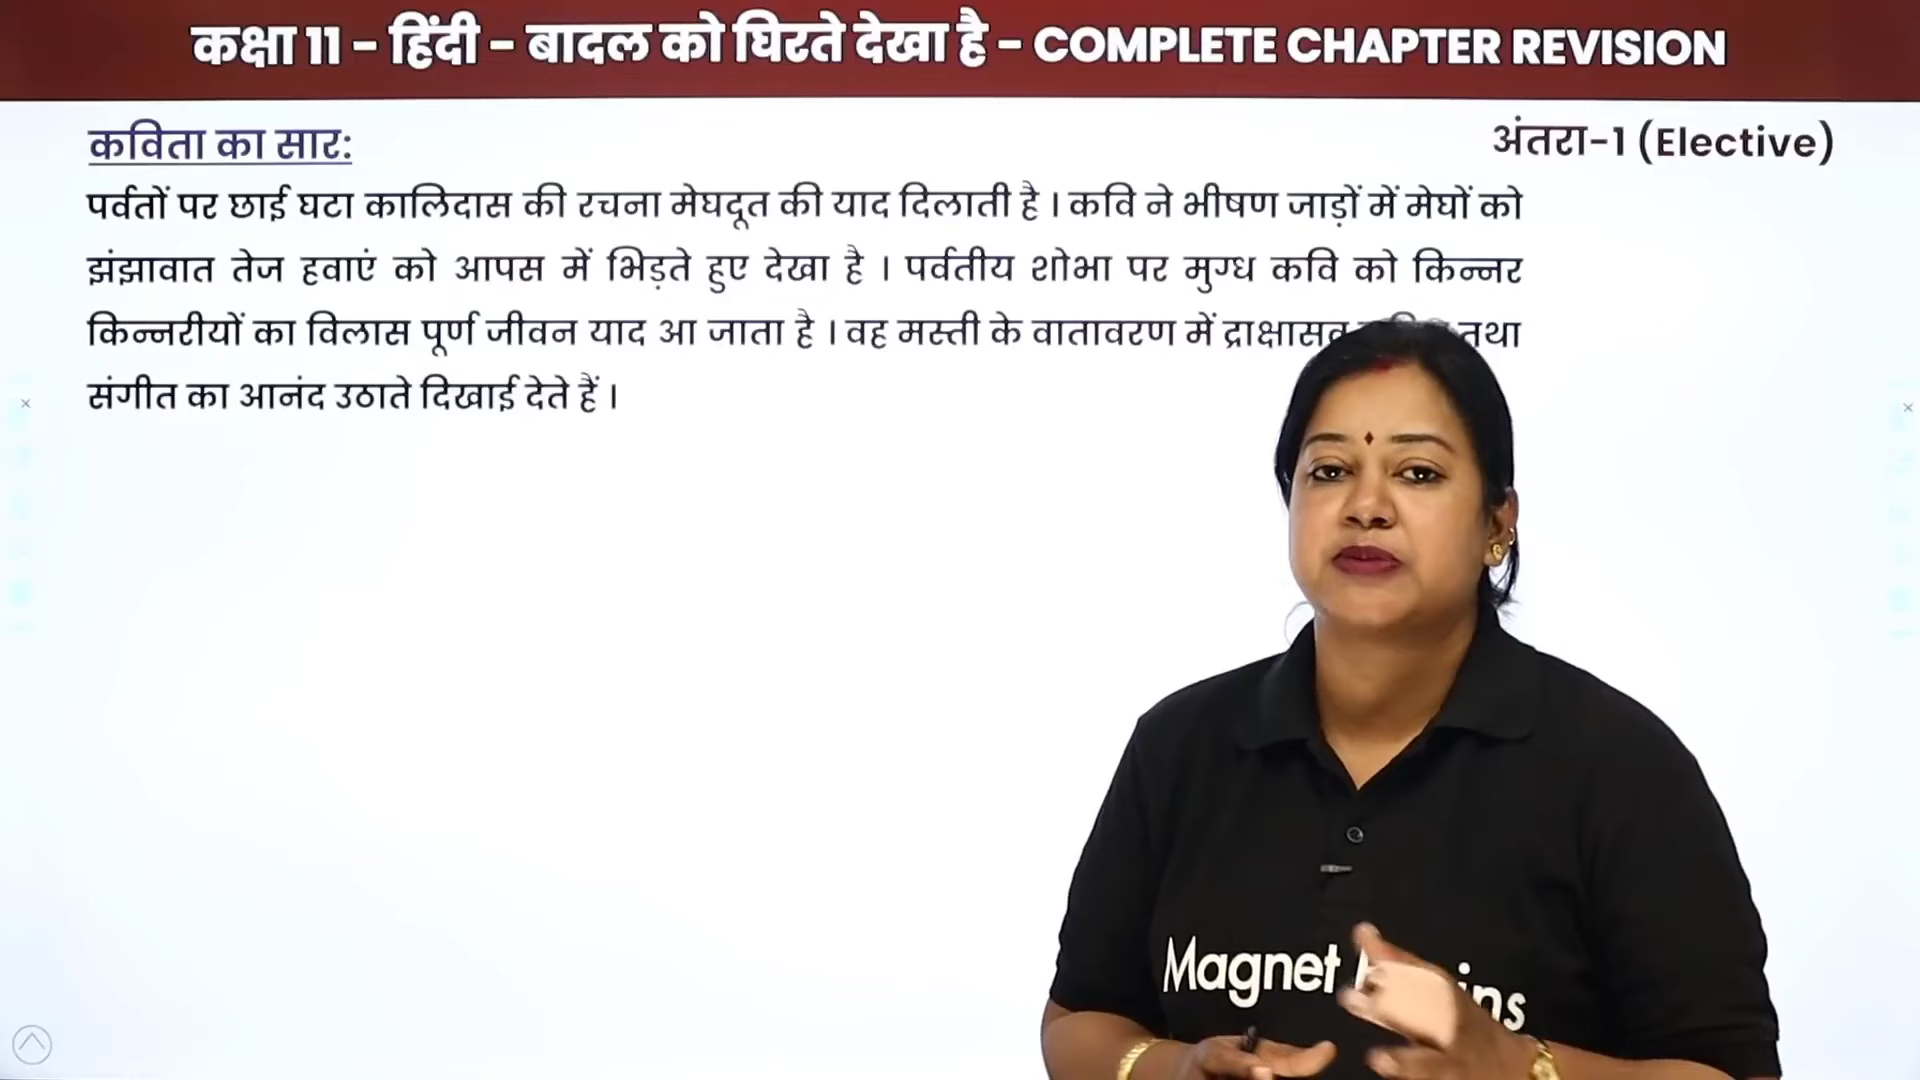 कक्षा 11 - हिंदी - बादल को घिरते देखा है - COMPLETE CHAPTER REVISION
कविता का सार:
अंतरा-1 (Elective)
पर्वतों पर छाई घटा कालिदास की रचना मेघदूत की याद दिलाती है । कवि ने भीषण जाड़ों में मेघों को
झंझावात तेज हवाएं को आपस में भिड़ते हुए देखा है । पर्वतीय शोभा पर मुग्ध कवि को किन्नर
किन्नरीयों का विलास पूर्ण जीवन याद आ जाता है । वह मस्ती के वातावरण में तथा
संगीत का आनंद उठाते दिखाई देते हैं ।
Magnet